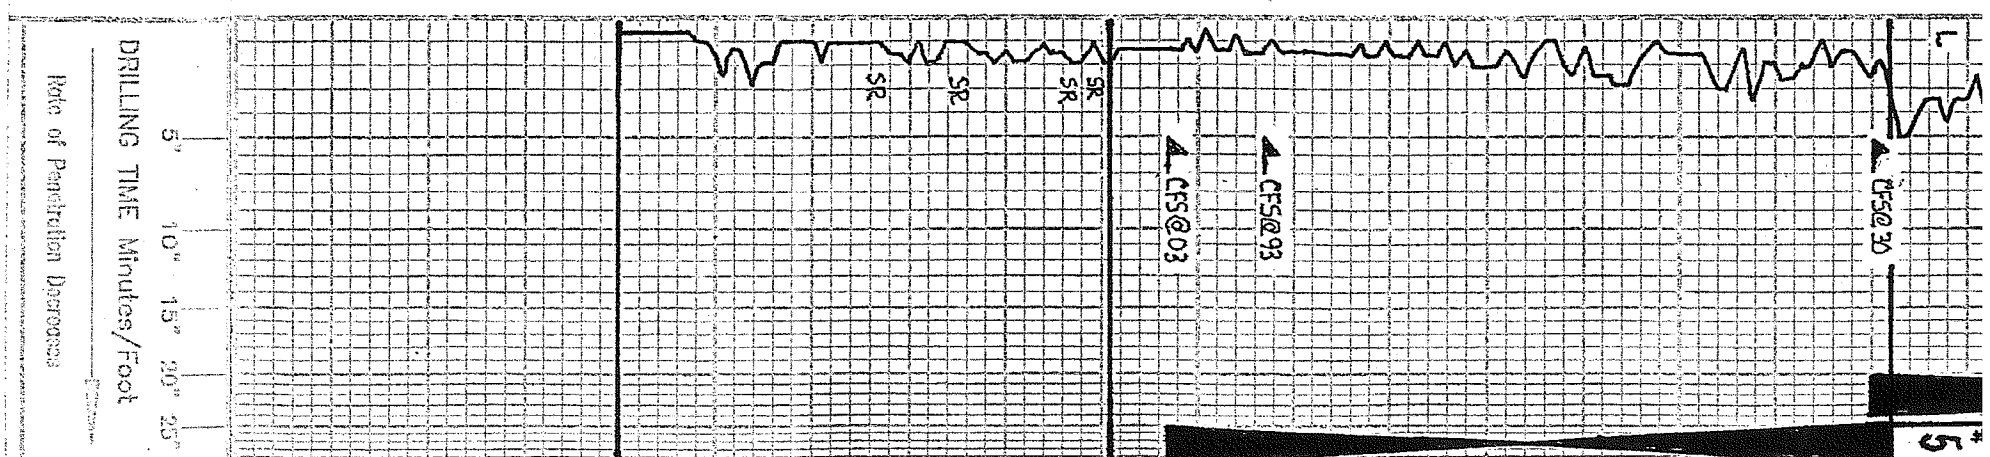 DRILLING TIME Minutes/Foot
Rate of Penetration Decreases
5"
10"
15"
20"
25"
SR
SR
SR
SR
CFS@03
CFS@93
CFS@30
L
* 5